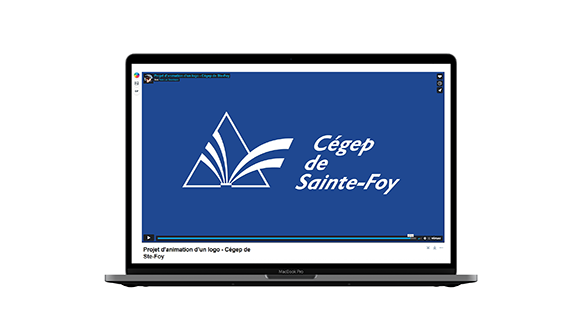 Projet d'animation d'un logo - Cégep de Ste-Foy
Cégep
de
Sainte-Foy
Projet d'animation d'un logo - Cégep de
Ste-Foy
MacBook Pro